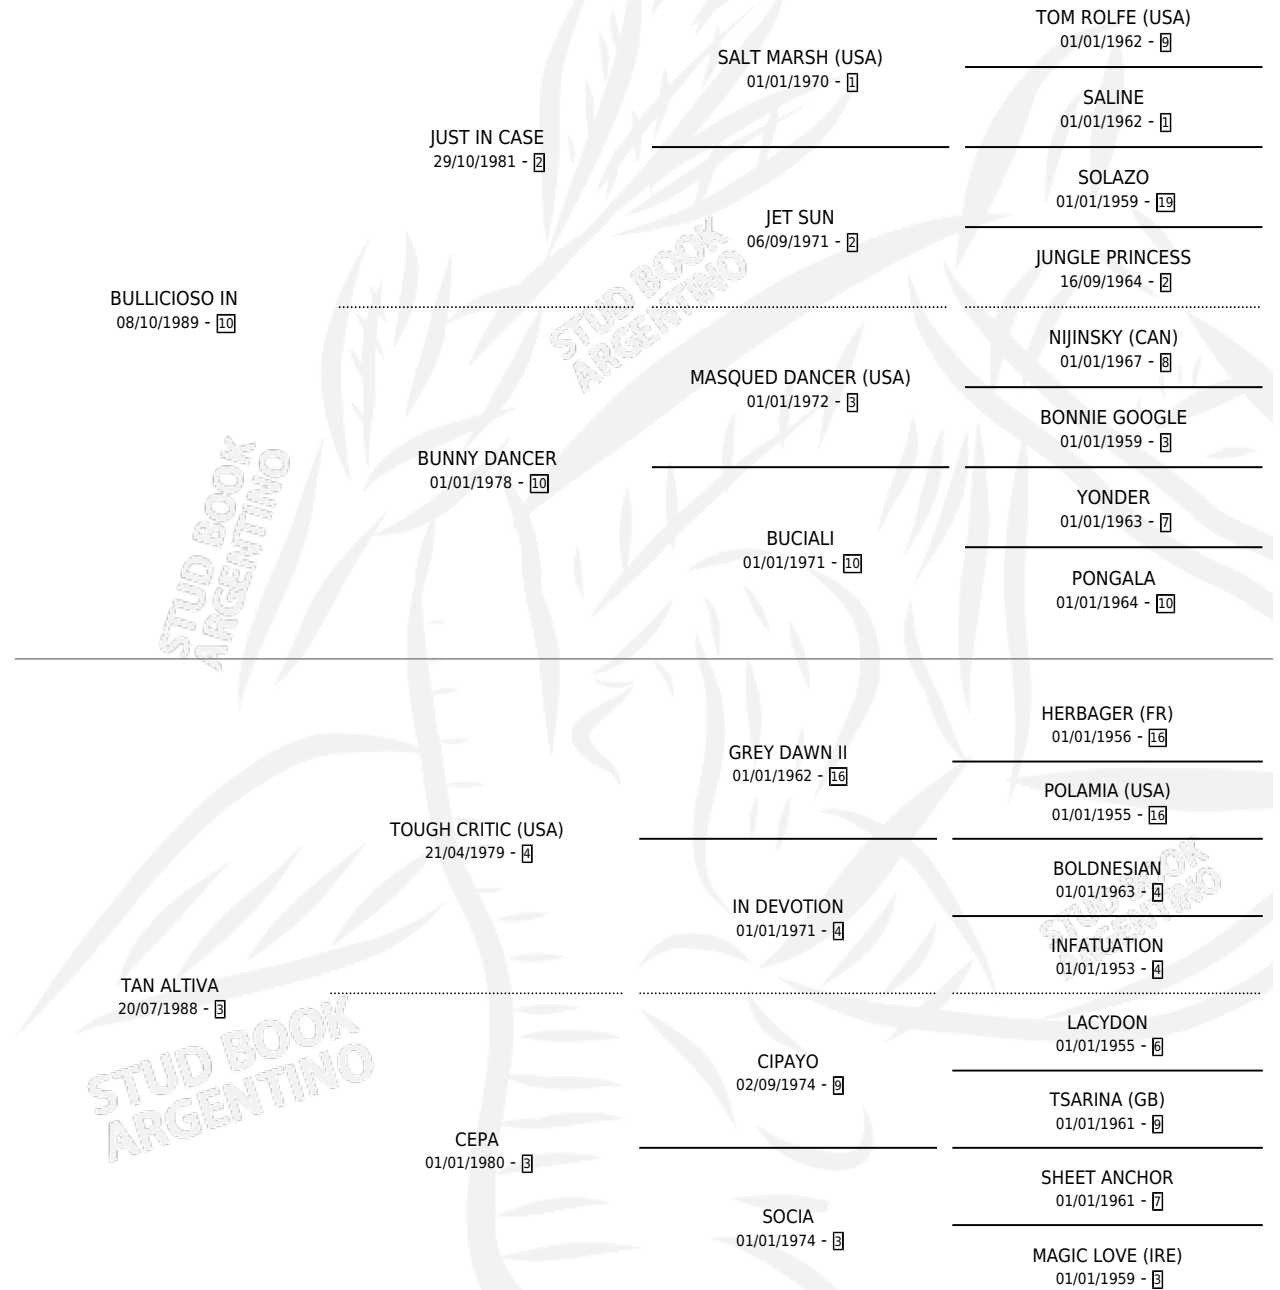 TOM ROLFE (USA)
01/01/1962 - 9
SALT MARSH (USA)
01/01/1970 - 1
SALINE
01/01/1962 - 1
JUST IN CASE
29/10/1981 - 2
SOLAZO
01/01/1959 - 19
JET SUN
06/09/1971 - 2
JUNGLE PRINCESS
16/09/1964 - 2
BULLICIOSO IN
08/10/1989 - 10
STUD BOOK
ARGENTINO
NIJINSKY (CAN)
01/01/1967 - 8
MASQUED DANCER (USA)
01/01/1972 - 3
BONNIE GOOGLE
01/01/1959 - 3
BUNNY DANCER
01/01/1978 - 10
YONDER
01/01/1963 - 7
BUCIALI
01/01/1971 - 10
PONGALA
01/01/1964 - 10
STUD BOOK
ARGENTINO
HERBAGER (FR)
01/01/1956 - 16
GREY DAWN II
01/01/1962 - 16
POLAMIA (USA)
01/01/1955 - 16
TOUGH CRITIC (USA)
21/04/1979 - 4
BOLDNESIAN
01/01/1963 - 4
IN DEVOTION
01/01/1971 - 4
INFATUATION
01/01/1953 - 4
STUD BOOK
ARGENTINO
TAN ALTIVA
20/07/1988 - 3
LACYDON
01/01/1955 - 6
CIPAYO
02/09/1974 - 9
TSARINA (GB)
01/01/1961 - 9
STUD BOOK
ARGENTINO
CEPA
01/01/1980 - 3
SHEET ANCHOR
01/01/1961 - 7
SOCIA
01/01/1974 - 3
MAGIC LOVE (IRE)
01/01/1959 - 3